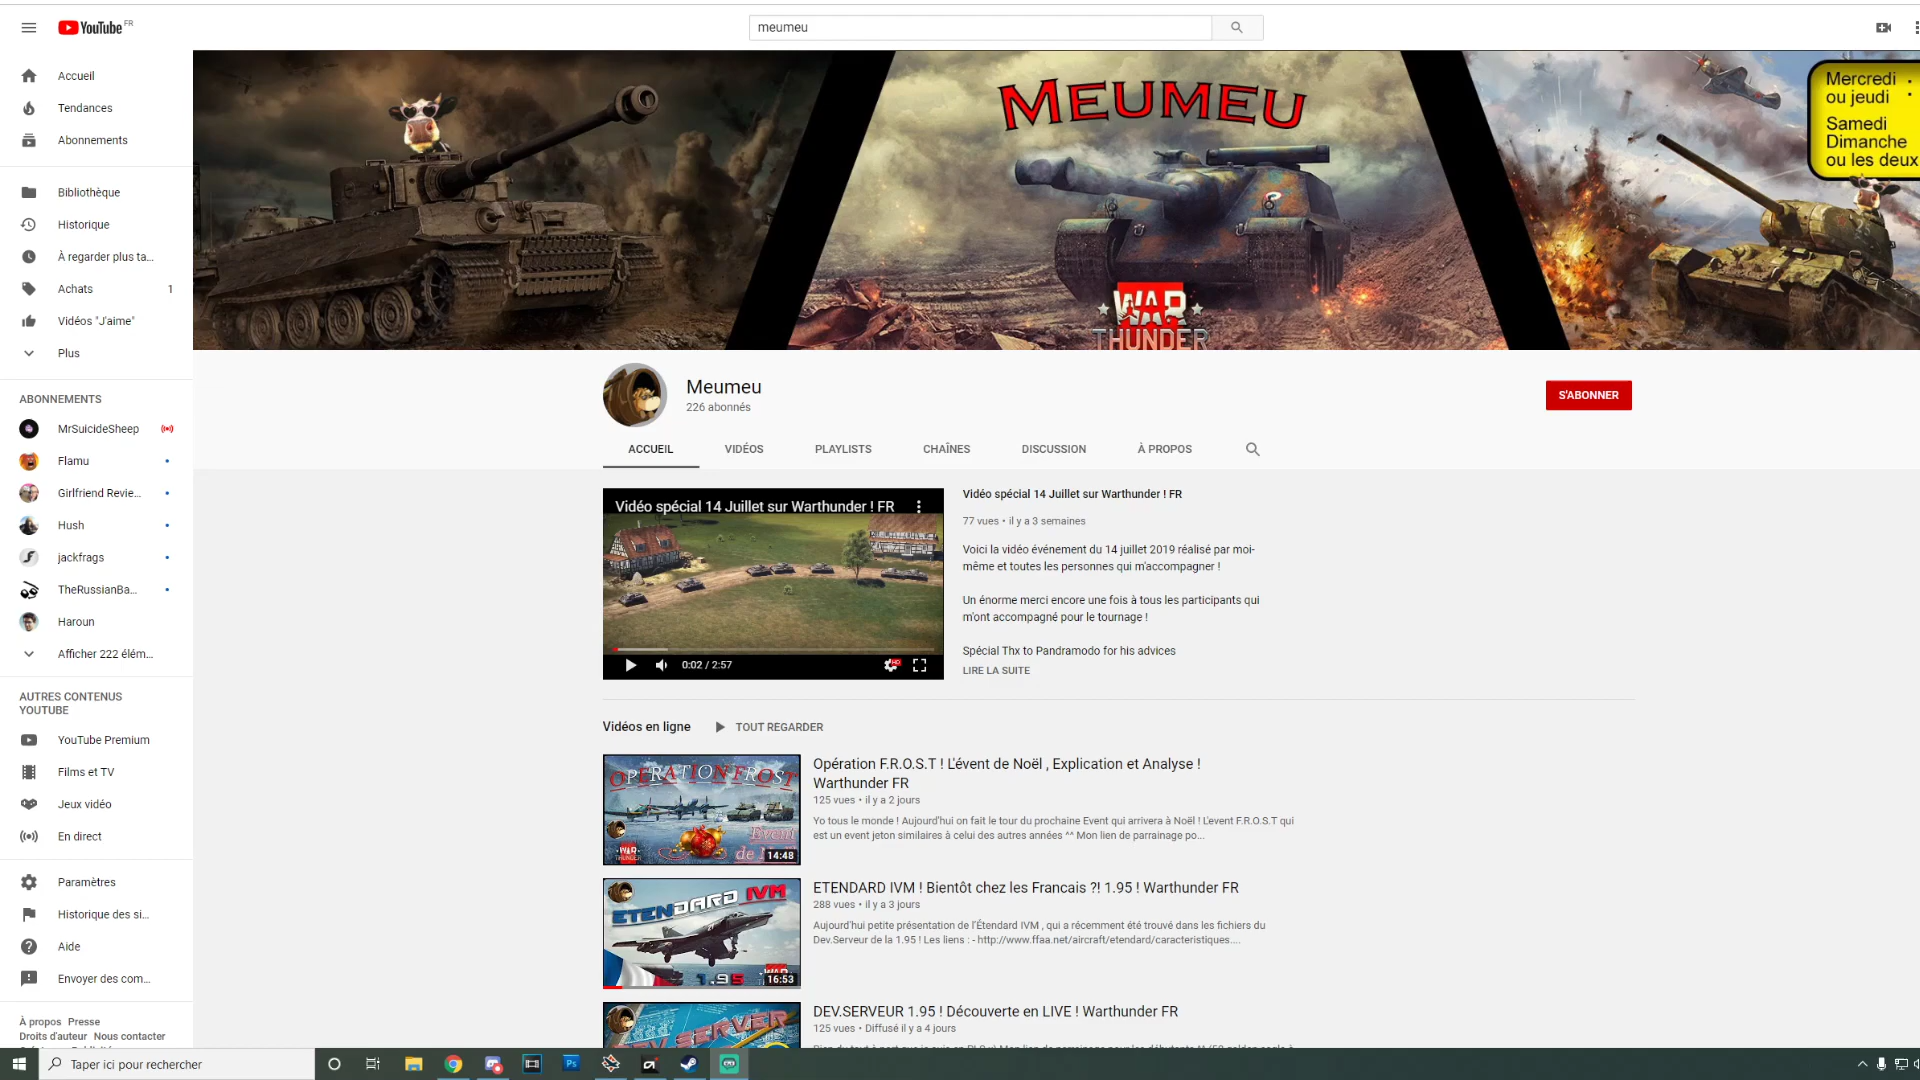 YouTube FR
meumeu
Accueil
Tendances
Abonnements
Bibliothèque
Historique
À regarder plus ta...
Achats 1
Vidéos "J'aime"
Plus
ABONNEMENTS
MrSuicideSheep
Flamu
Girlfriend Revie...
Hush
jackfrags
TheRussianBa...
Haroun
Afficher 222 élém...
AUTRES CONTENUS
YOUTUBE
YouTube Premium
Films et TV
Jeux vidéo
En direct
Paramètres
Historique des si...
Aide
Envoyer des com...
À propos Presse
Droits d'auteur Nous contacter
MEUMEU
WAR
THUNDER
Mercredi :
ou jeudi
Samedi
Dimanche
ou les deux
Meumeu
226 abonnés
S'ABONNER
ACCUEIL VIDÉOS PLAYLISTS CHAÎNES DISCUSSION À PROPOS
Vidéo spécial 14 Juillet sur Warthunder ! FR
0:02 / 2:57
HD
Vidéo spécial 14 Juillet sur Warthunder ! FR
77 vues • il y a 3 semaines
Voici la vidéo événement du 14 juillet 2019 réalisé par moi-
même et toutes les personnes qui m'accompagner !
Un énorme merci encore une fois à tous les participants qui
m'ont accompagné pour le tournage !
Spécial Thx to Pandramodo for his advices
LIRE LA SUITE
Vidéos en ligne TOUT REGARDER
OPERATION FROST
Event
de
WAR
THUNDER
14:48
Opération F.R.O.S.T ! L'évent de Noël , Explication et Analyse !
Warthunder FR
125 vues • il y a 2 jours
Yo tous le monde ! Aujourd'hui on fait le tour du prochaine Event qui arrivera à Noël ! L'event F.R.O.S.T qui
est un event jeton similaires à celui des autres années ^^ Mon lien de parrainage po...
ETENDARD IVM
1.95
WAR
16:53
ETENDARD IVM ! Bientôt chez les Francais ?! 1.95 ! Warthunder FR
288 vues • il y a 3 jours
Aujourd'hui petite présentation de l'Étendard IVM , qui a récemment été trouvé dans les fichiers du
Dev.Serveur de la 1.95 ! Les liens : - http://www.ffaa.net/aircraft/etendard/caracteristiques....
DEV SERVER
DEV.SERVEUR 1.95 ! Découverte en LIVE ! Warthunder FR
125 vues • Diffusé il y a 4 jours
Taper ici pour rechercher
Ps